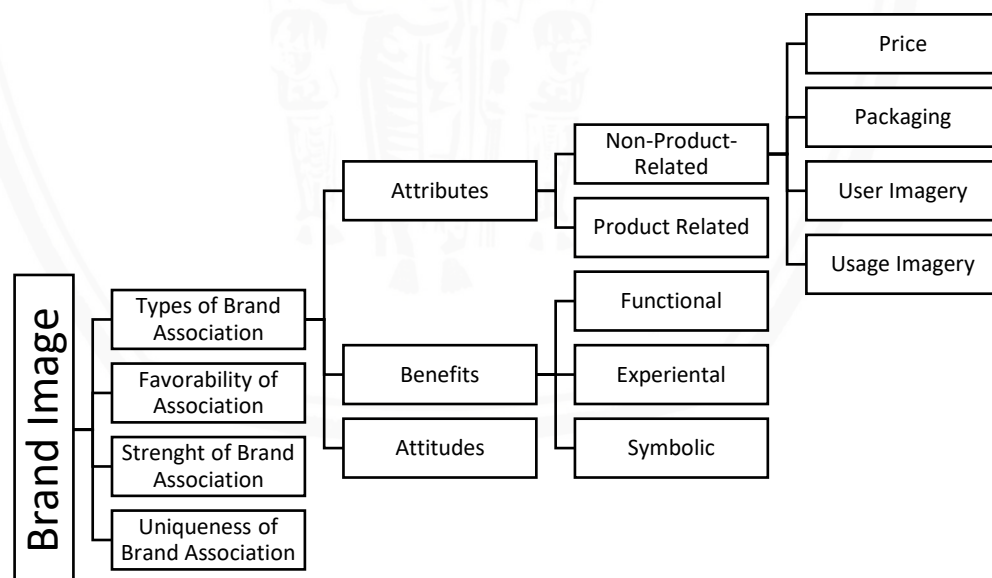 Brand Image
Types of Brand
Association
Favorability of
Association
Strenght of Brand
Association
Uniqueness of
Brand Association
Attributes
Benefits
Attitudes
Non-Product-
Related
Product Related
Functional
Experiental
Symbolic
Price
Packaging
User Imagery
Usage Imagery